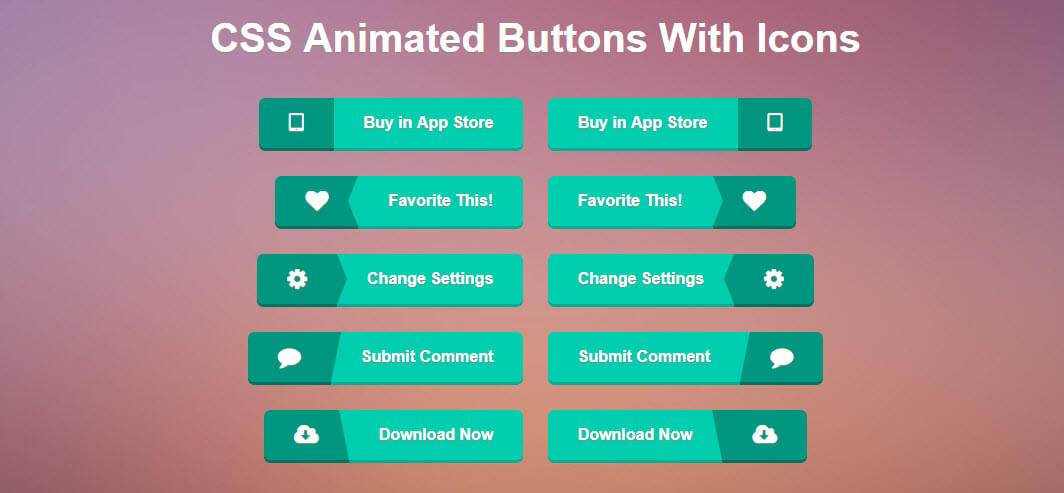 CSS Animated Buttons With Icons
Buy in App Store
Buy in App Store
Favorite This!
Favorite This!
Change Settings
Change Settings
Submit Comment
Submit Comment
Download Now
Download Now